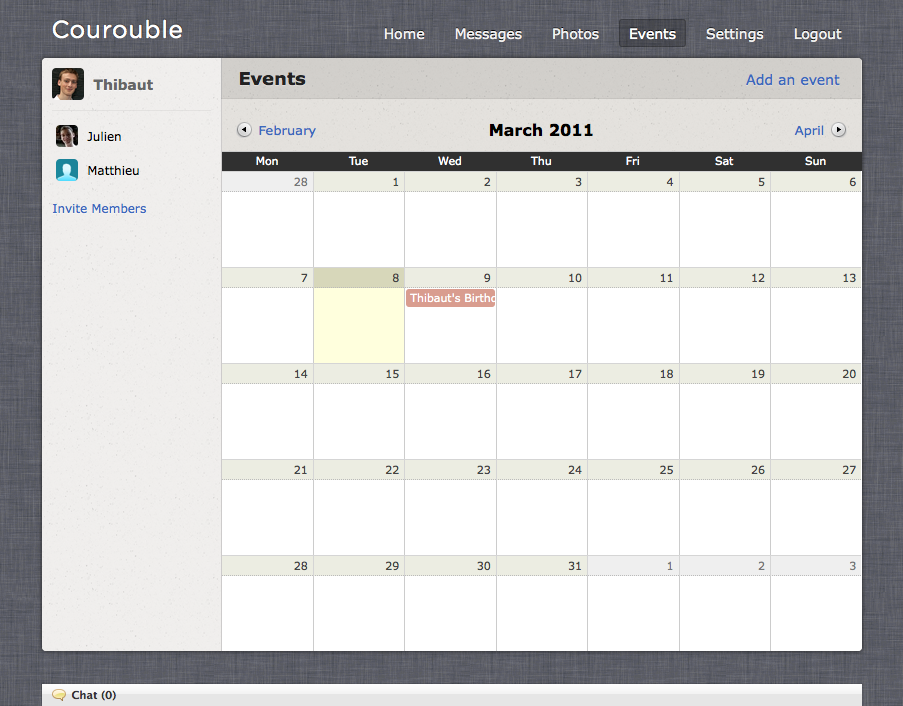 Courouble
Home Messages Photos Events Settings Logout
Thibaut
Julien
Matthieu
Invite Members
Events Add an event
February March 2011 April
Mon Tue Wed Thu Fri Sat Sun
28 1 2 3 4 5 6
7 8 9 10 11 12 13
Thibaut's Birthd
14 15 16 17 18 19 20
21 22 23 24 25 26 27
28 29 30 31 1 2 3
Chat (0)